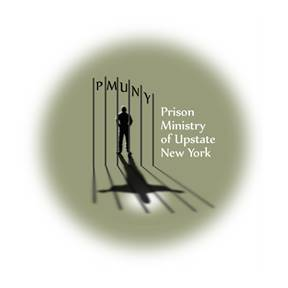 PMUNY
Prison
Ministry
of Upstate
New York